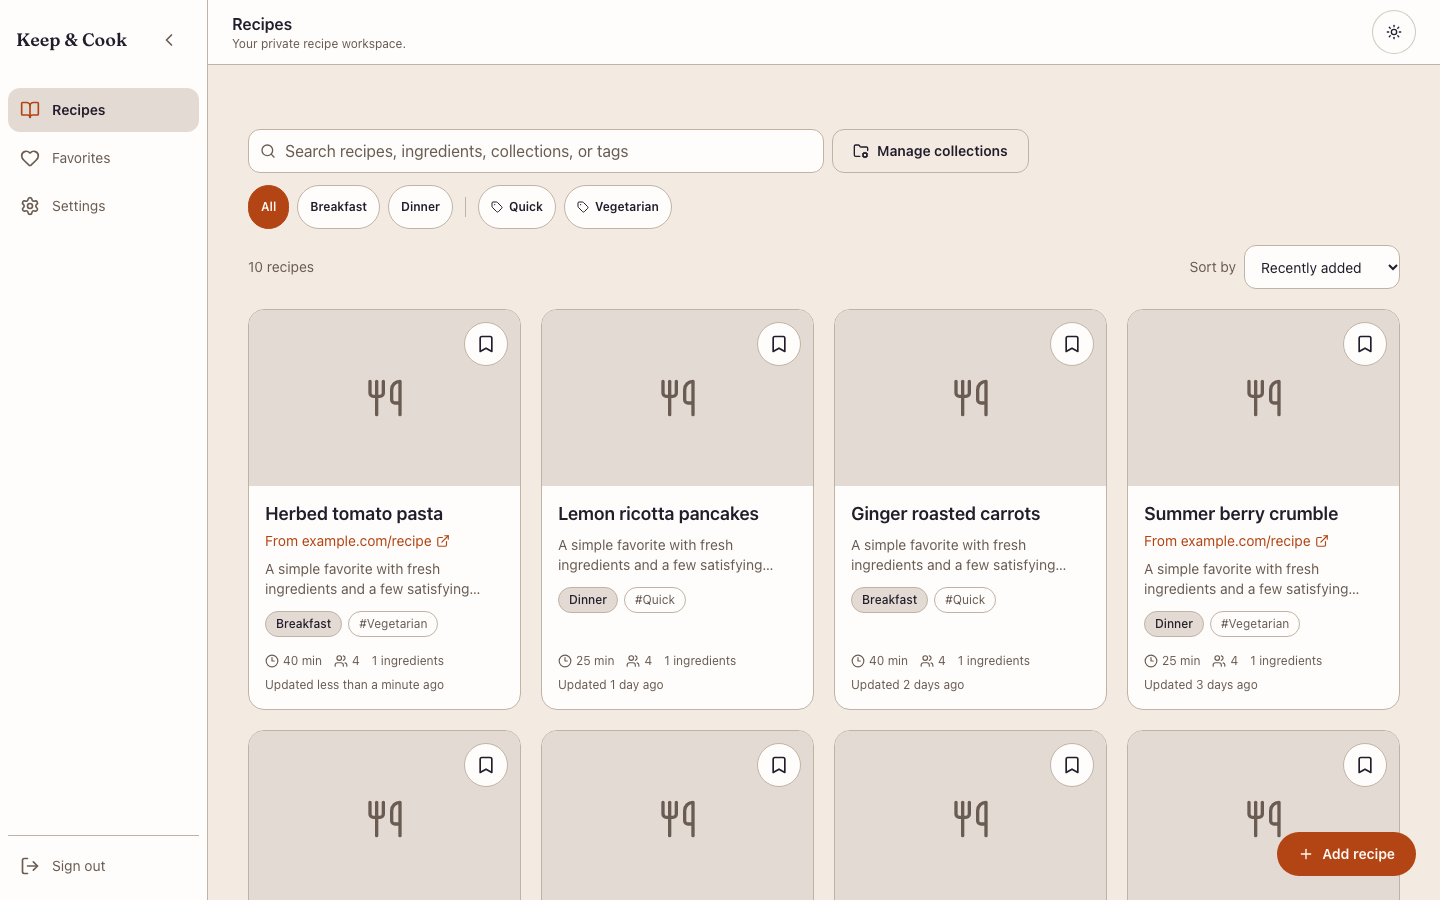 Keep & Cook
Recipes
Favorites
Settings
Sign out
Recipes
Your private recipe workspace.
Search recipes, ingredients, collections, or tags
Manage collections
All
Breakfast
Dinner
Quick
Vegetarian
10 recipes
Sort by
Recently added
Herbed tomato pasta
From example.com/recipe
A simple favorite with fresh
ingredients and a few satisfying...
Breakfast
#Vegetarian
40 min 4 1 ingredients
Updated less than a minute ago
Lemon ricotta pancakes
A simple favorite with fresh
ingredients and a few satisfying...
Dinner
#Quick
25 min 4 1 ingredients
Updated 1 day ago
Ginger roasted carrots
A simple favorite with fresh
ingredients and a few satisfying...
Breakfast
#Quick
40 min 4 1 ingredients
Updated 2 days ago
Summer berry crumble
From example.com/recipe
A simple favorite with fresh
ingredients and a few satisfying...
Dinner
#Vegetarian
25 min 4 1 ingredients
Updated 3 days ago
Add recipe